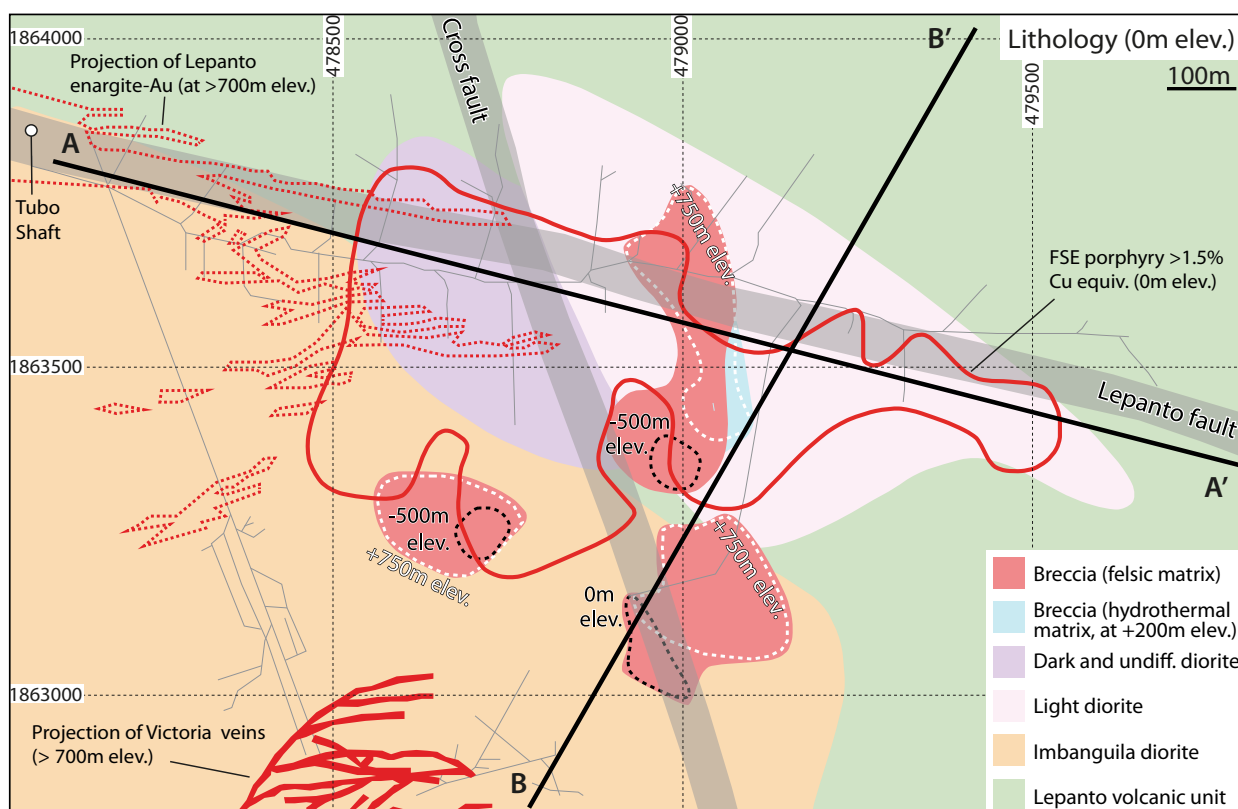 1864000
478500
479000
479500
Cross fault
B'
Lithology (0m elev.)
100m
Projection of Lepanto
enargite-Au (at >700m elev.)
A
Tubo
Shaft
+750m elev.
FSE porphyry >1.5%
Cu equiv. (0m elev.)
1863500
Lepanto fault
-500m
elev.
A'
-500m
elev.
+750m elev.
+750m elev.
0m
elev.
1863000
Projection of Victoria veins
(> 700m elev.)
B
Breccia (felsic matrix)
Breccia (hydrothermal
matrix, at +200m elev.)
Dark and undiff. diorite
Light diorite
Imbanguila diorite
Lepanto volcanic unit